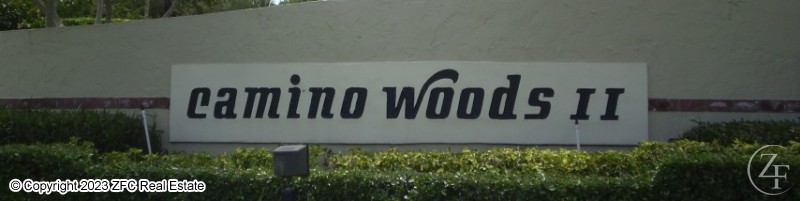 camino woods II
©Copyright 2023 ZFC Real Estate
ZF